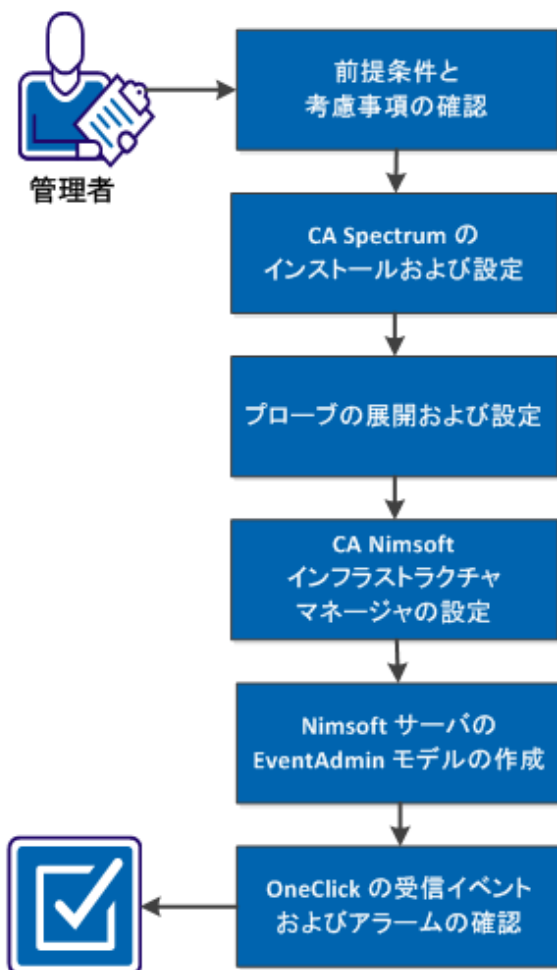 管理者
前提条件と
考慮事項の確認
CA Spectrum の
インストールおよび設定
プローブの展開および設定
CA Nimsoft
インフラストラクチャ
マネージャの設定
Nimsoft サーバの
EventAdmin モデルの作成
OneClick の受信イベント
およびアラームの確認